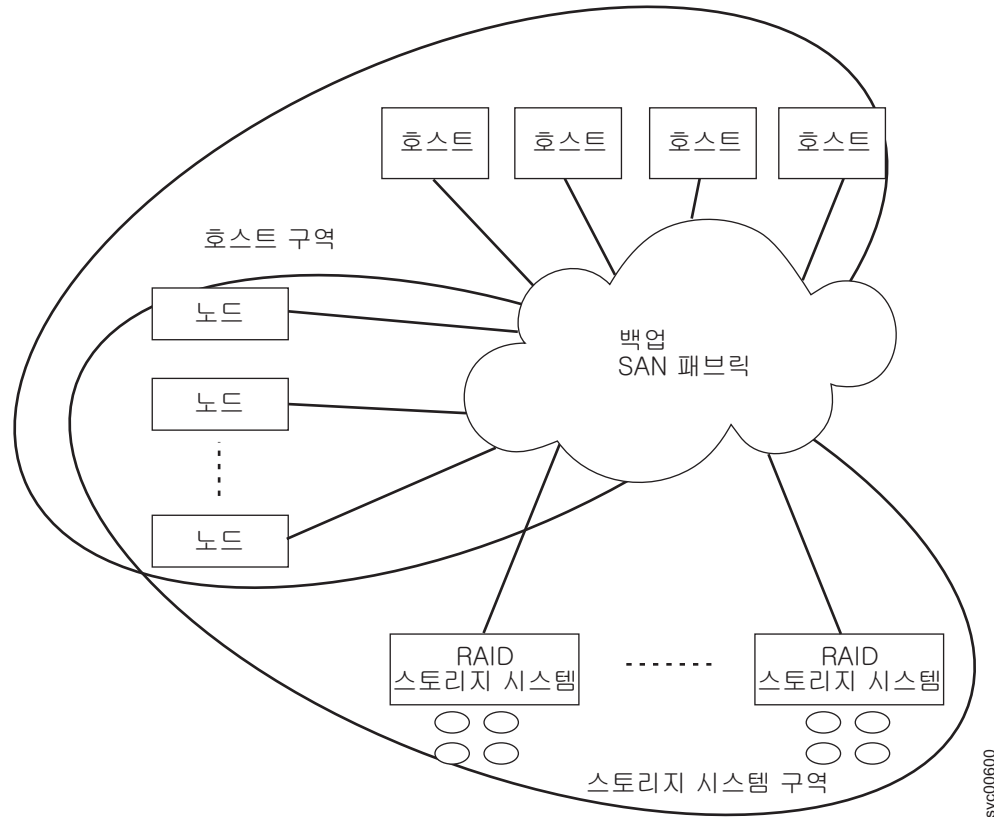 호스트
호스트
호스트
호스트
호스트 구역
노드
백업
SAN 패브릭
노드
노드
RAID
스토리지 시스템
RAID
스토리지 시스템
스토리지 시스템 구역
svc00600